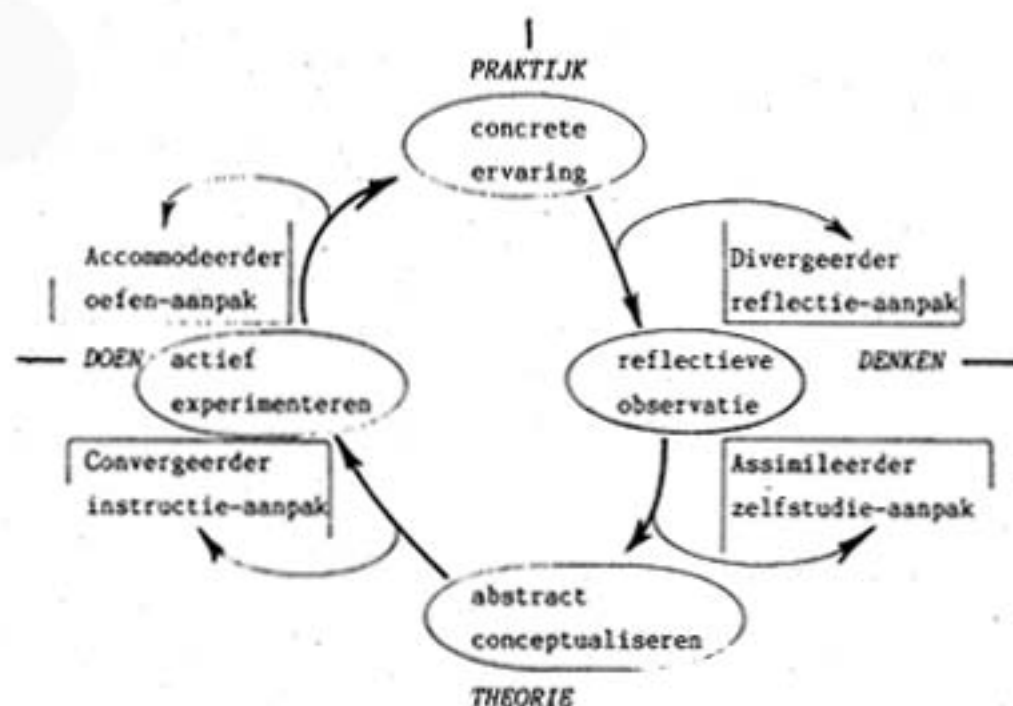 PRAKTIJK
concrete
ervaring
Accommodeerder
oefen-aanpak
Divergeerder
reflectie-aanpak
DOEN
actief
experimenteren
reflectieve
observatie
DENKEN
Convergeerder
instructie-aanpak
Assimileerder
zelfstudie-aanpak
abstract
conceptualiseren
THEORIE